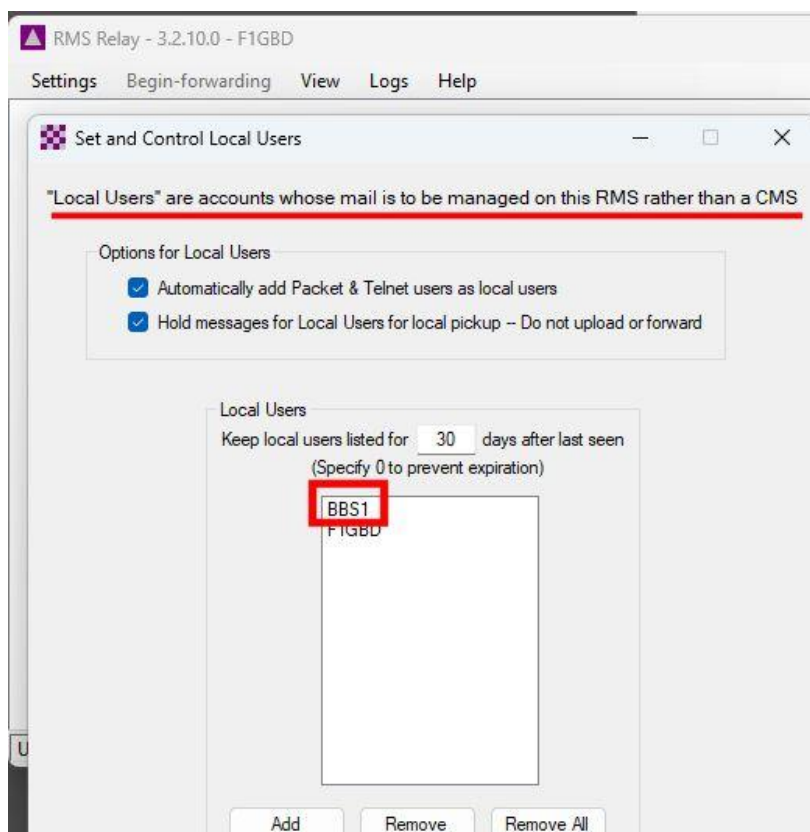 RMS Relay - 3.2.10.0 - F1GBD
Settings Begin-forwarding View Logs Help
Set and Control Local Users
"Local Users" are accounts whose mail is to be managed on this RMS rather than a CMS
Options for Local Users
Automatically add Packet & Telnet users as local users
Hold messages for Local Users for local pickup -- Do not upload or forward
Local Users
Keep local users listed for 30 days after last seen
(Specify 0 to prevent expiration)
BBS1
F1GBD
U
Add Remove Remove All